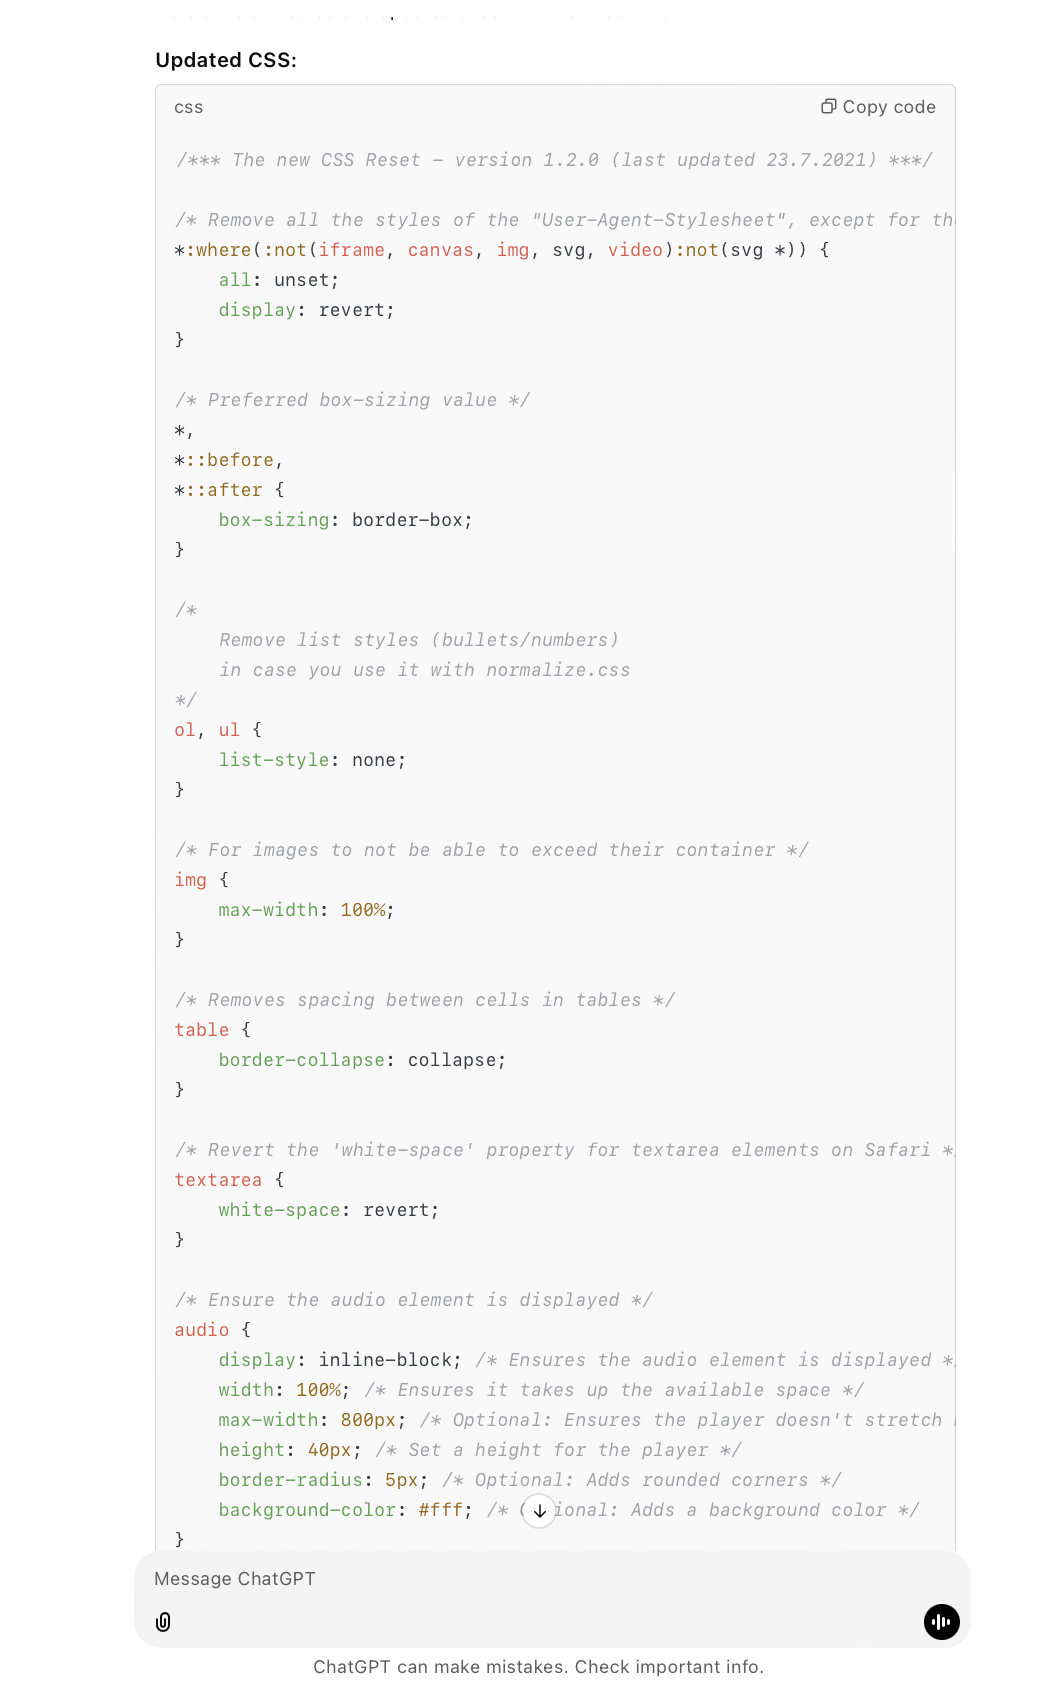 Updated CSS:
css
Copy code
/*** The new CSS Reset – version 1.2.0 (last updated 23.7.2021) ***/
/* Remove all the styles of the "User-Agent-Stylesheet", except for
*:where(:not(iframe, canvas, img, svg, video):not(svg *)) {
all: unset;
display: revert;
}
/* Preferred box-sizing value */
*,
*::before,
*::after {
box-sizing: border-box;
}
/*
Remove list styles (bullets/numbers)
in case you use it with normalize.css
*/
ol, ul {
list-style: none;
}
/* For images to not be able to exceed their container */
img {
max-width: 100%;
}
/* Removes spacing between cells in tables */
table {
border-collapse: collapse;
}
/* Revert the 'white-space' property for textarea elements on Safari *
textarea {
white-space: revert;
}
/* Ensure the audio element is displayed */
audio {
display: inline-block; /* Ensures the audio element is displayed *
width: 100%; /* Ensures it takes up the available space */
max-width: 800px; /* Optional: Ensures the player doesn't stretch
height: 40px; /* Set a height for the player */
border-radius: 5px; /* Optional: Adds rounded corners */
background-color: #fff; /* Optional: Adds a background color */
}
Message ChatGPT
ChatGPT can make mistakes. Check important info.